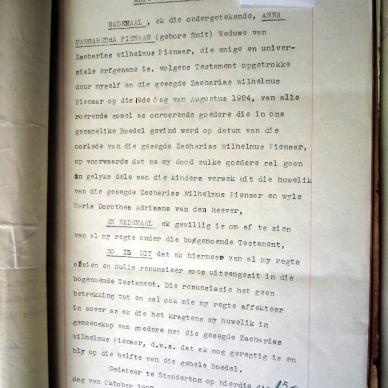 NADEMAAL, ek die ondergetekende, ANNA
MARGARETHA PIENAAR (gebore Smit) Weduwe van
Zacharias Wilhelmus Pienaar, die enige en univer-
siele erfgename is, volgens Testament opgetrokke
deur myself en die gesegde Zacharias Wilhelmus
Pienaar op die 19de dag van Augustus 1924, van alle
roerende sowel as onroerende goedere die in ons
gesamelike Boedel gevind werd op datum van die
oorlede van die gesegde Zacharias Wilhelmus Pienaar,
op voorwaarde dat na my dood sulke goedere sal gaan
in gelyke dele aan die kinders verwek uit die huwelik
van die gesegde Zacharias Wilhelmus Pienaar en wyle
Maria Dorothea Adriaana van den Heever,
EN NADEMAAL ek gewillig is om af te sien
van al my regte onder die bogenoemde Testament,
SO IS DIT dat ek hiermee van al my regte
afsien en hulle renunsieer soos uiteengesit in die
bogenoemde Testament. Die renunsiasie het geen
betrekking tot en sal ook nie my regte affekteer
in sover as ek die kragtens my huwelik in
gemeenskap van goedere met die gesegde Zacharias
Wilhelmus Pienaar, d.w.s. dat ek nog geregtig is en
bly op die helfte van die gehele Boedel.
Gedateer te Standerton op hierdie 15
dag van Oktober